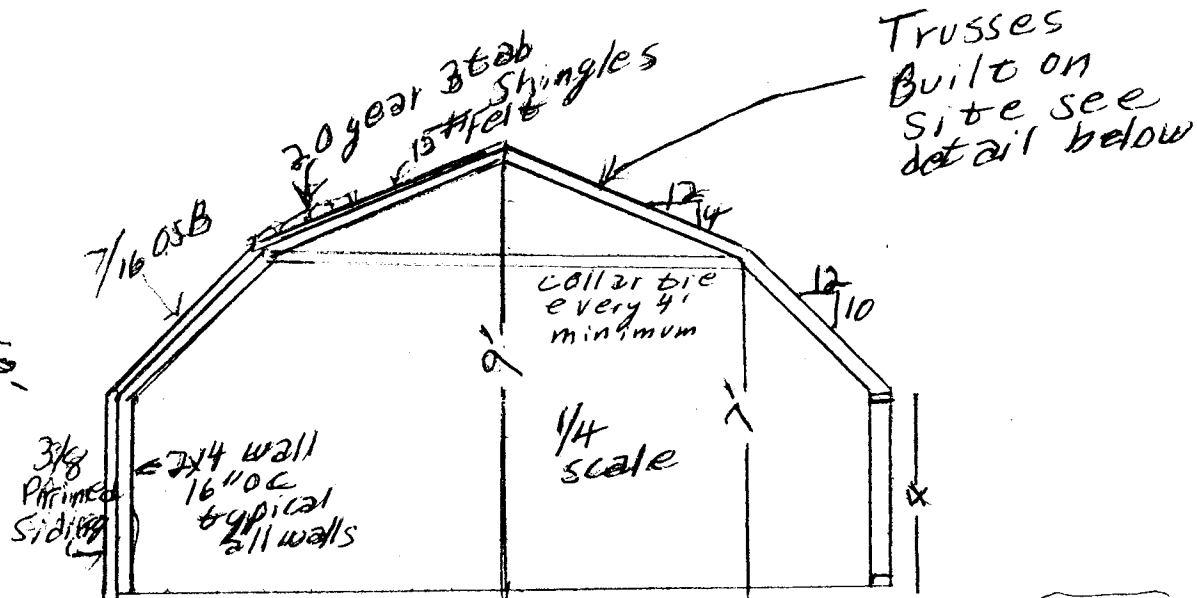 20 year 3tab
Shingles
15# Felt
Trusses
Built on
site see
detail below
7/16 OSB
12
4
12
10
collar tie
every 4'
minimum
9'
7'
1/4
scale
4
3/8
Primed
Siding
2x4 wall
16" oc
typical
all walls